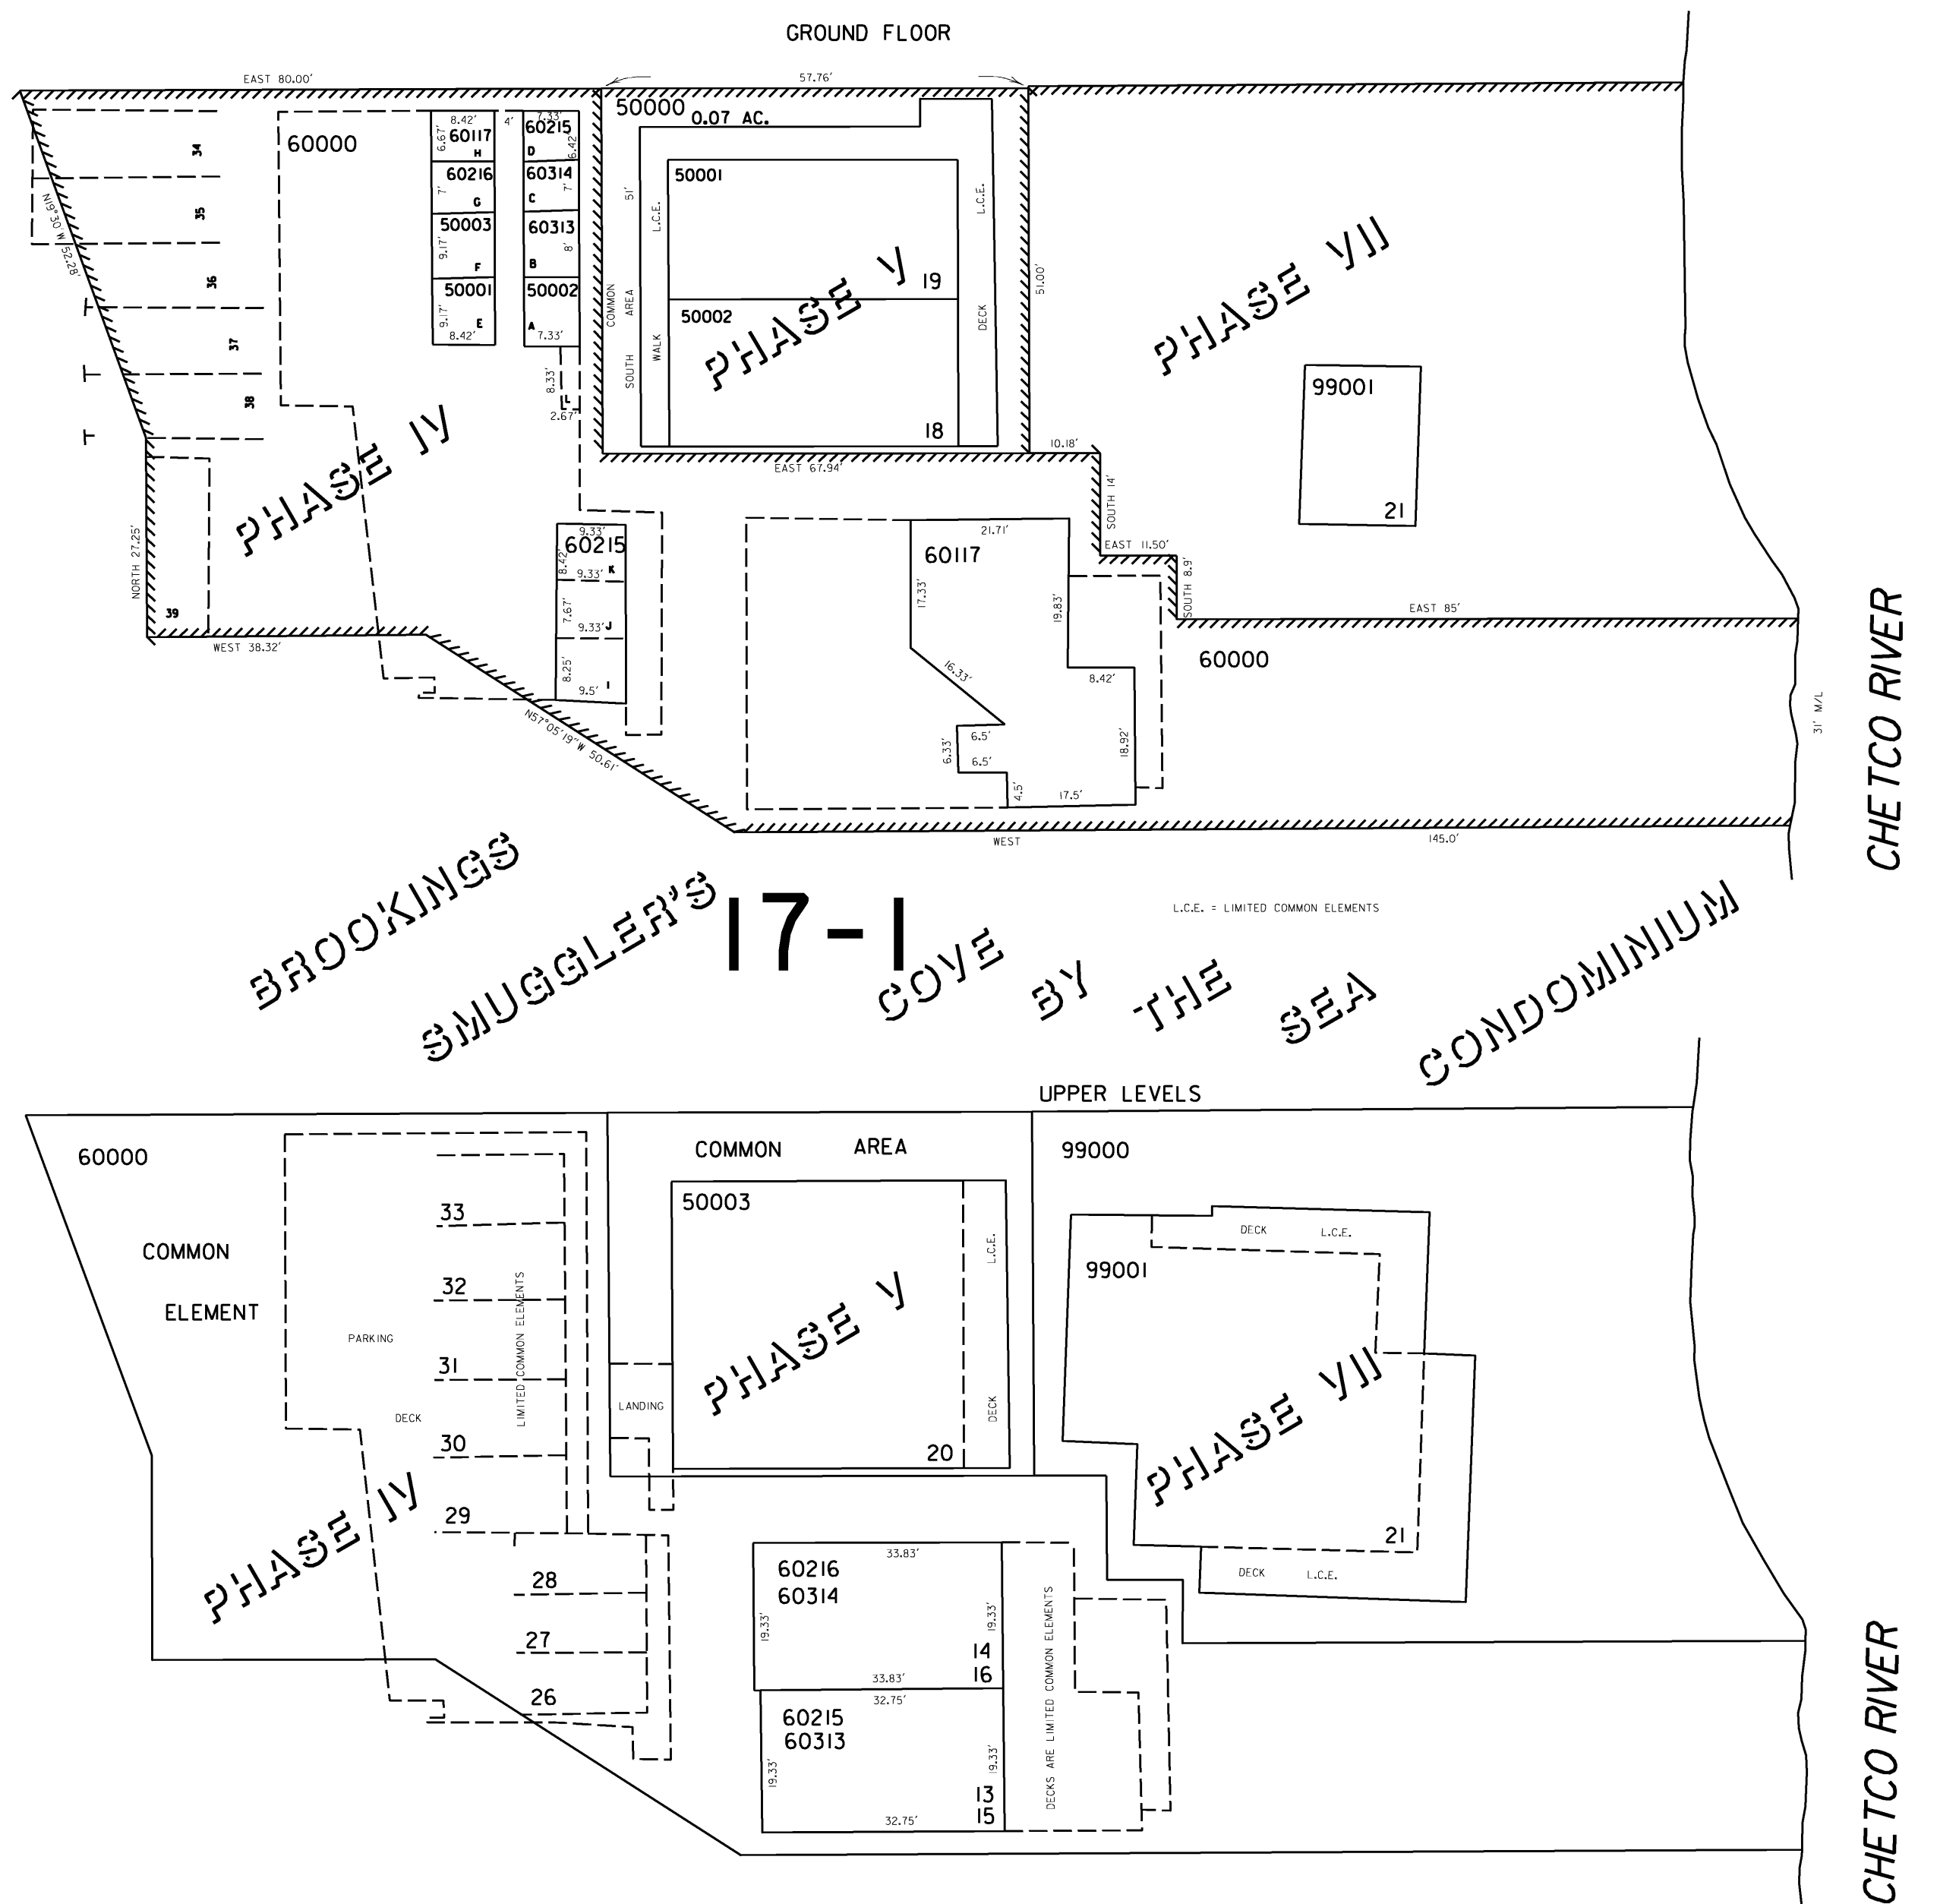 GROUND FLOOR
EAST 80.00'
57.76'
50000
0.07 AC.
60000
34
35
36
37
38
39
N19°30'W 52.28'
NORTH 27.25'
WEST 38.32'
N57°05'19"W 50.61'
8.42'
6.67'
60117
H
4'
7.33'
60215
6.42'
D
60216
7'
G
60314
7'
C
50003
9.17'
F
60313
8'
B
50001
9.17'
E
8.42'
50002
A
7.33'
8.33'
L
2.67'
PHASE IV
COMMON AREA
SOUTH 51'
WALK L.C.E.
50001
19
50002
18
PHASE V
L.C.E.
DECK
51.00'
10.18'
EAST 67.94'
SOUTH 14'
EAST 11.50'
SOUTH 8.9'
EAST 85'
PHASE VII
99001
21
9.33'
60215
8.42'
9.33' K
7.67'
9.33' J
8.25'
9.5' I
21.71'
60117
17.33'
19.83'
16.33'
8.42'
6.5'
6.33'
6.5'
18.92'
4.5'
17.5'
60000
31' M/L
CHETCO RIVER
WEST
145.0'
L.C.E. = LIMITED COMMON ELEMENTS
17-1
BROOKINGS
SMUGGLER'S COVE BY THE SEA CONDOMINIUM
UPPER LEVELS
60000
COMMON
ELEMENT
PARKING
DECK
LIMITED COMMON ELEMENTS
33
32
31
30
29
28
27
26
PHASE IV
COMMON AREA
50003
L.C.E.
DECK
LANDING
20
PHASE V
99000
DECK L.C.E.
99001
PHASE VII
21
DECK L.C.E.
33.83'
60216
60314
19.33'
19.33'
14
16
33.83'
32.75'
60215
60313
19.33'
19.33'
13
15
32.75'
DECKS ARE LIMITED COMMON ELEMENTS
CHETCO RIVER